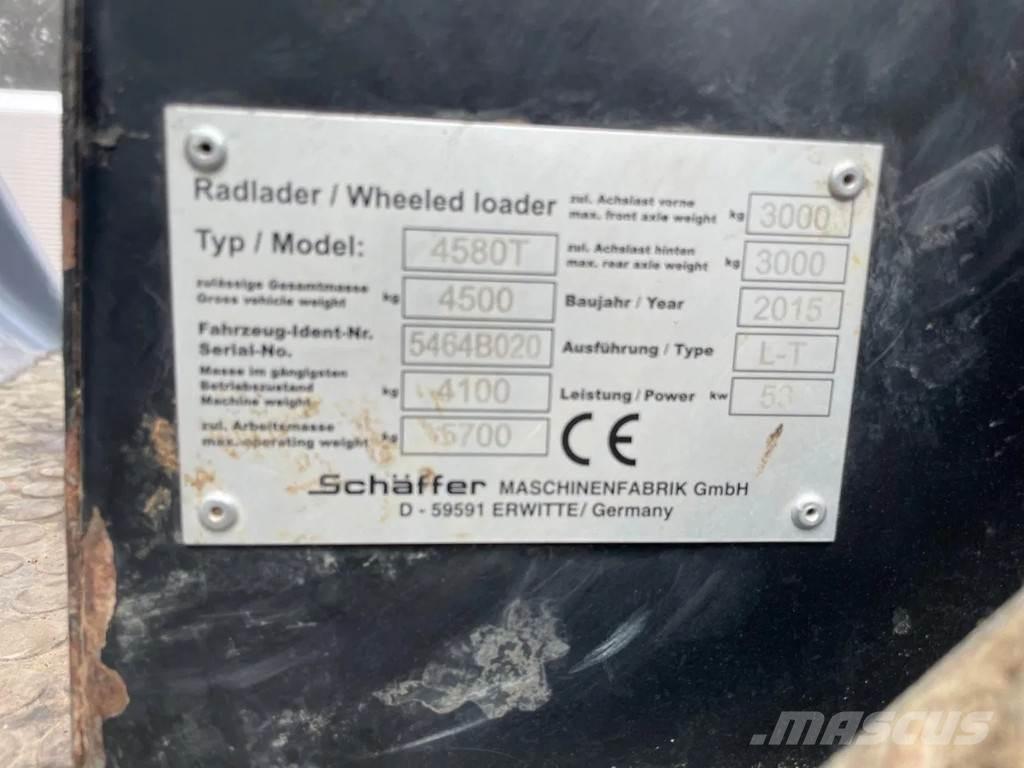 Radlader / Wheeled loader
zul. Achslast vorne
max. front axle weight kg 3000
Typ / Model: 4580T
zul. Achslast hinten
max. rear axle weight kg 3000
zulässige Gesamtmasse
Gross vehicle weight kg 4500
Baujahr / Year 2015
Fahrzeug-Ident-Nr.
Serial-No. 5464B020
Ausführung / Type L-T
Masse im gängigsten
Betriebszustand
Machine weight kg 4100
Leistung / Power kw 53
zul. Arbeitsmasse
max. operating weight kg 5700
CE
Schäffer MASCHINENFABRIK GmbH
D - 59591 ERWITTE / Germany
MASCUS